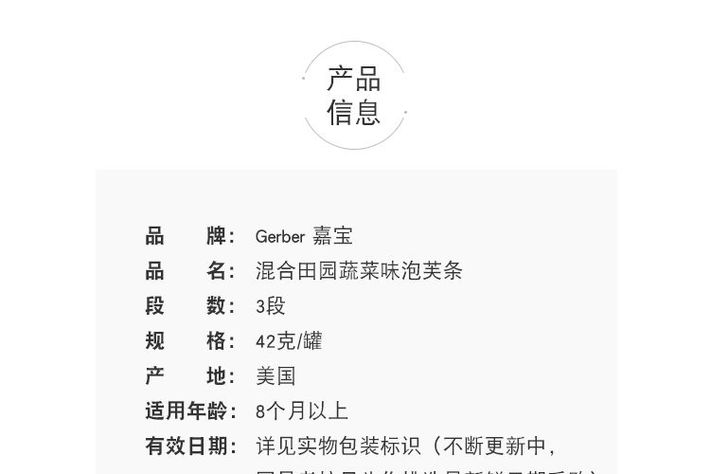 产品
信息
品 牌： Gerber 嘉宝
品 名： 混合田园蔬菜味泡芙条
段 数： 3段
规 格： 42克/罐
产 地： 美国
适用年龄： 8个月以上
有效日期： 详见实物包装标识（不断更新中，